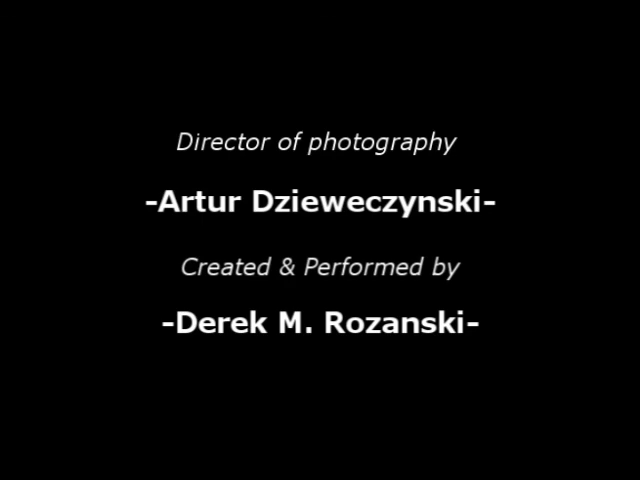 Director of photography
-Artur Dzieweczynski-
Created & Performed by
-Derek M. Rozanski-